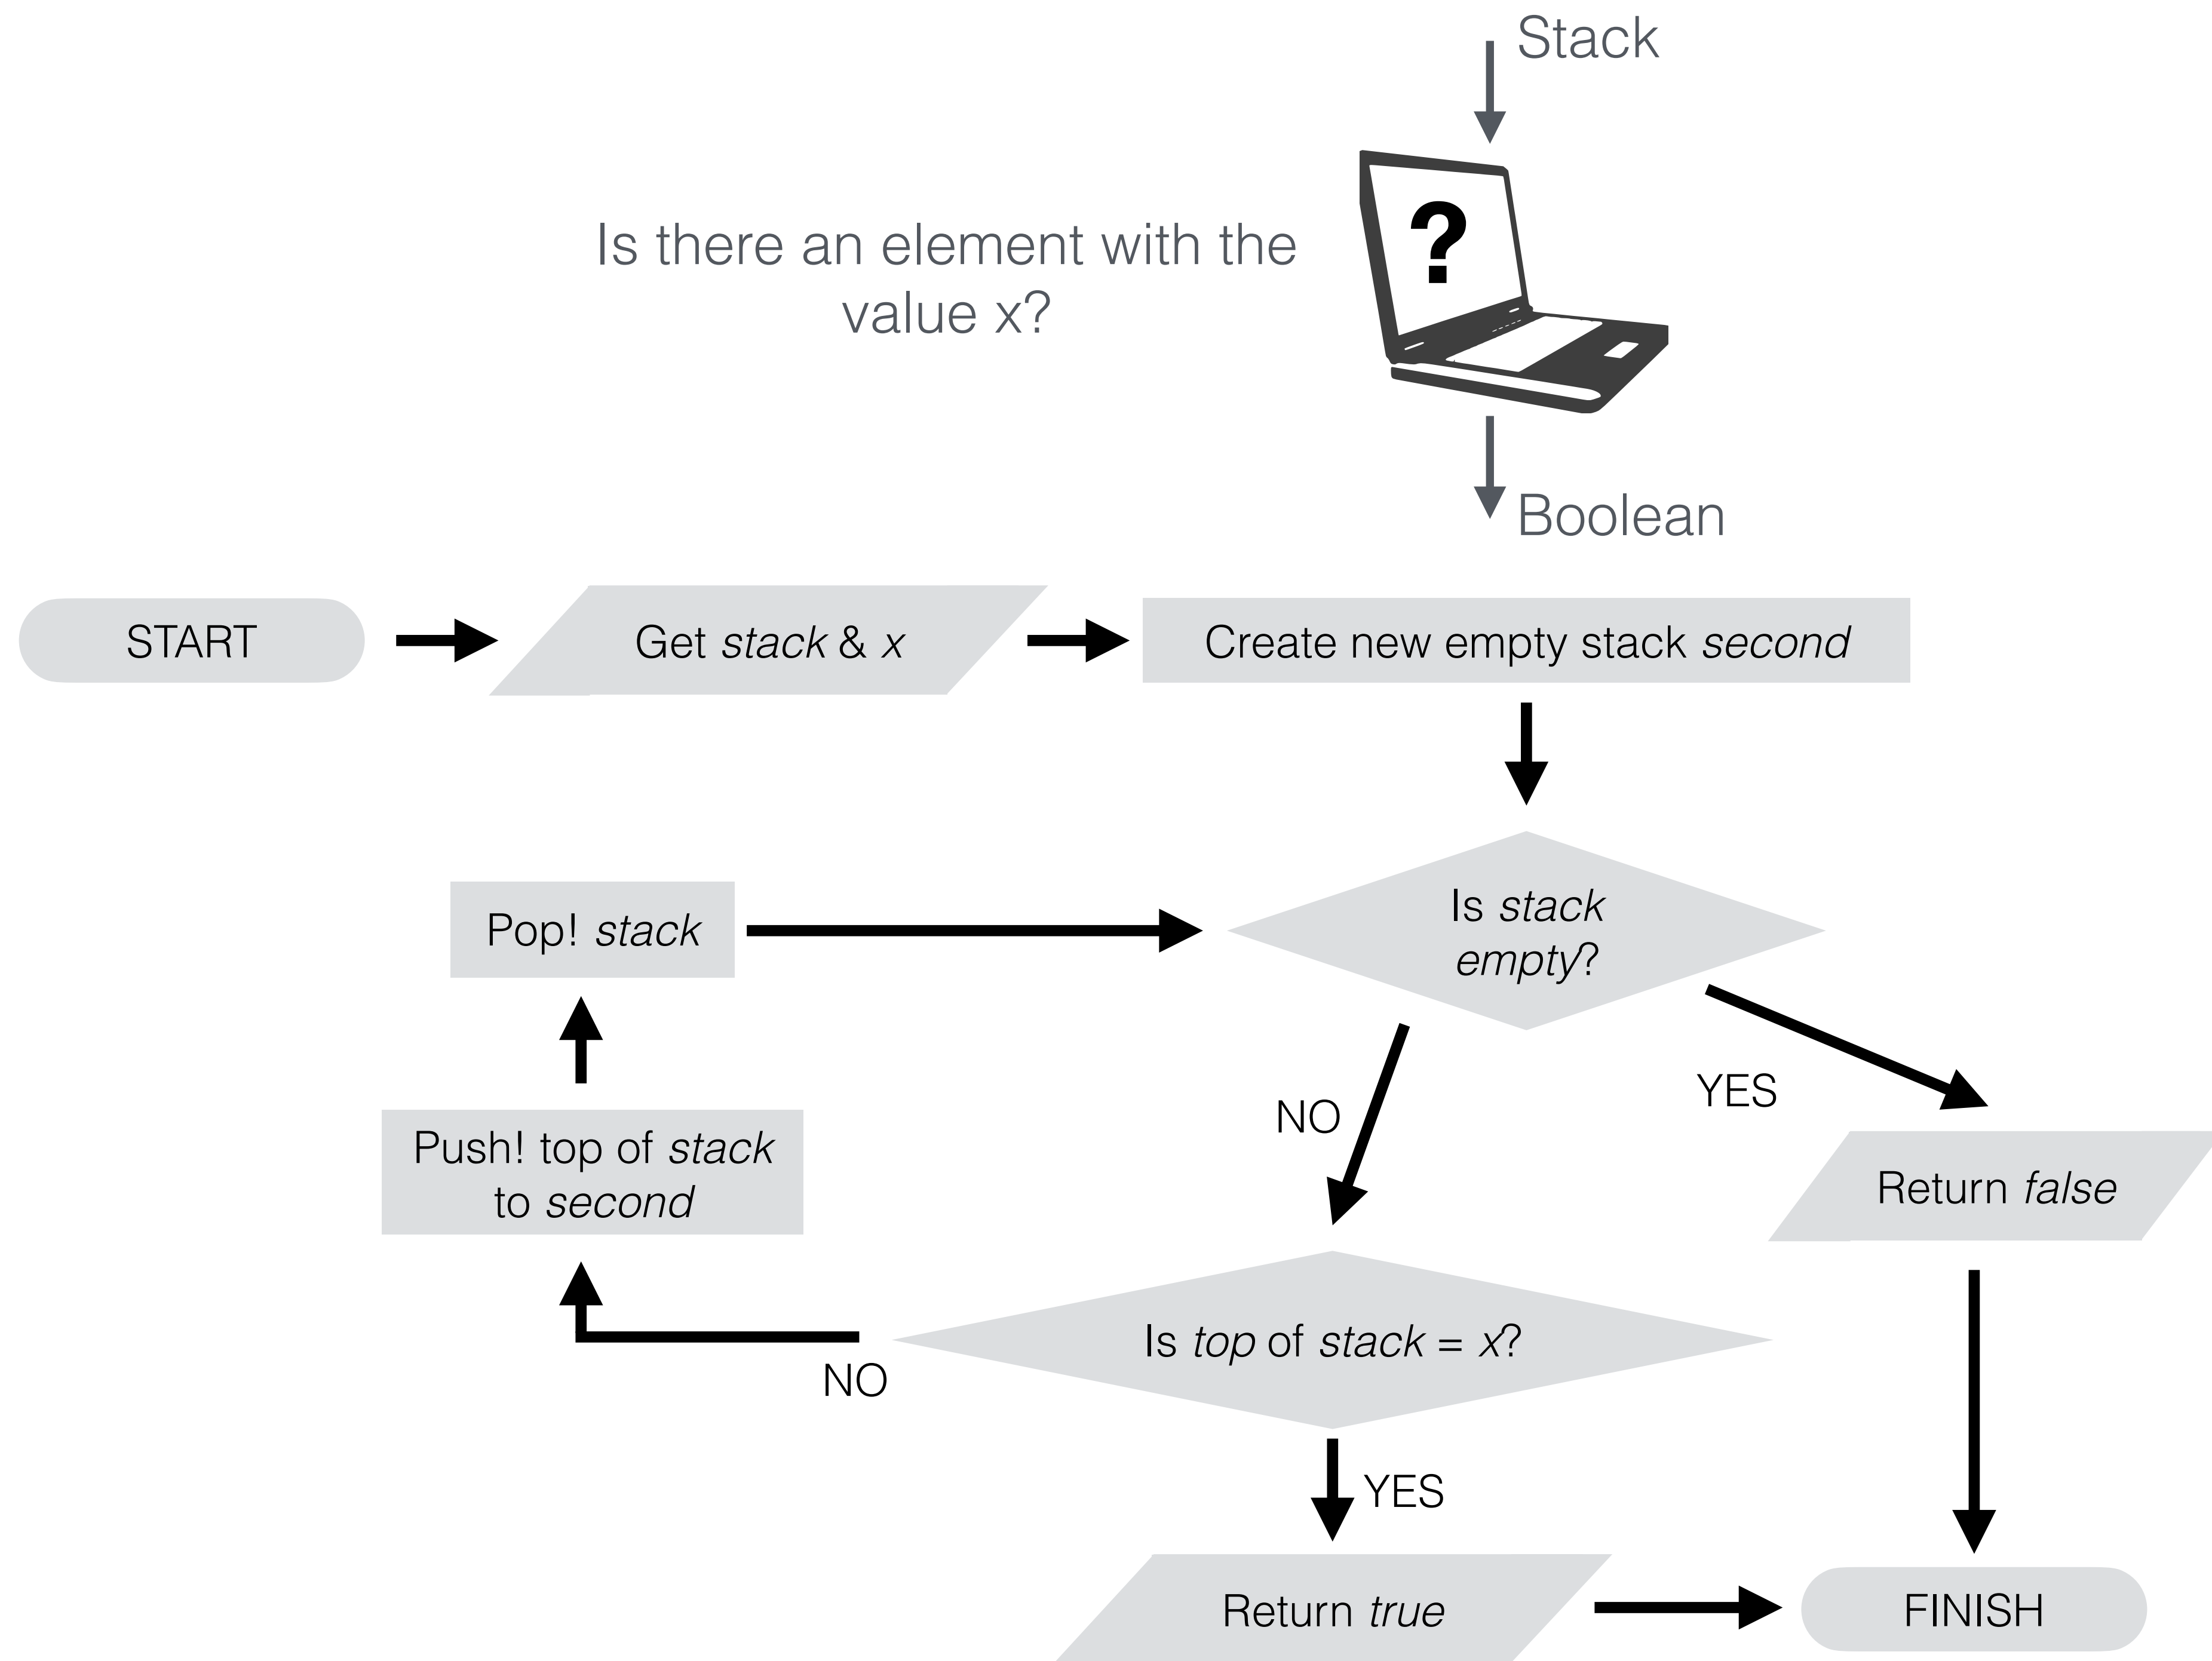 Stack
?
Is there an element with the
value x?
Boolean
START
Get stack & x
Create new empty stack second
Pop! stack
Is stack
empty?
YES
NO
Push! top of stack
to second
Return false
Is top of stack = x?
NO
YES
Return true
FINISH